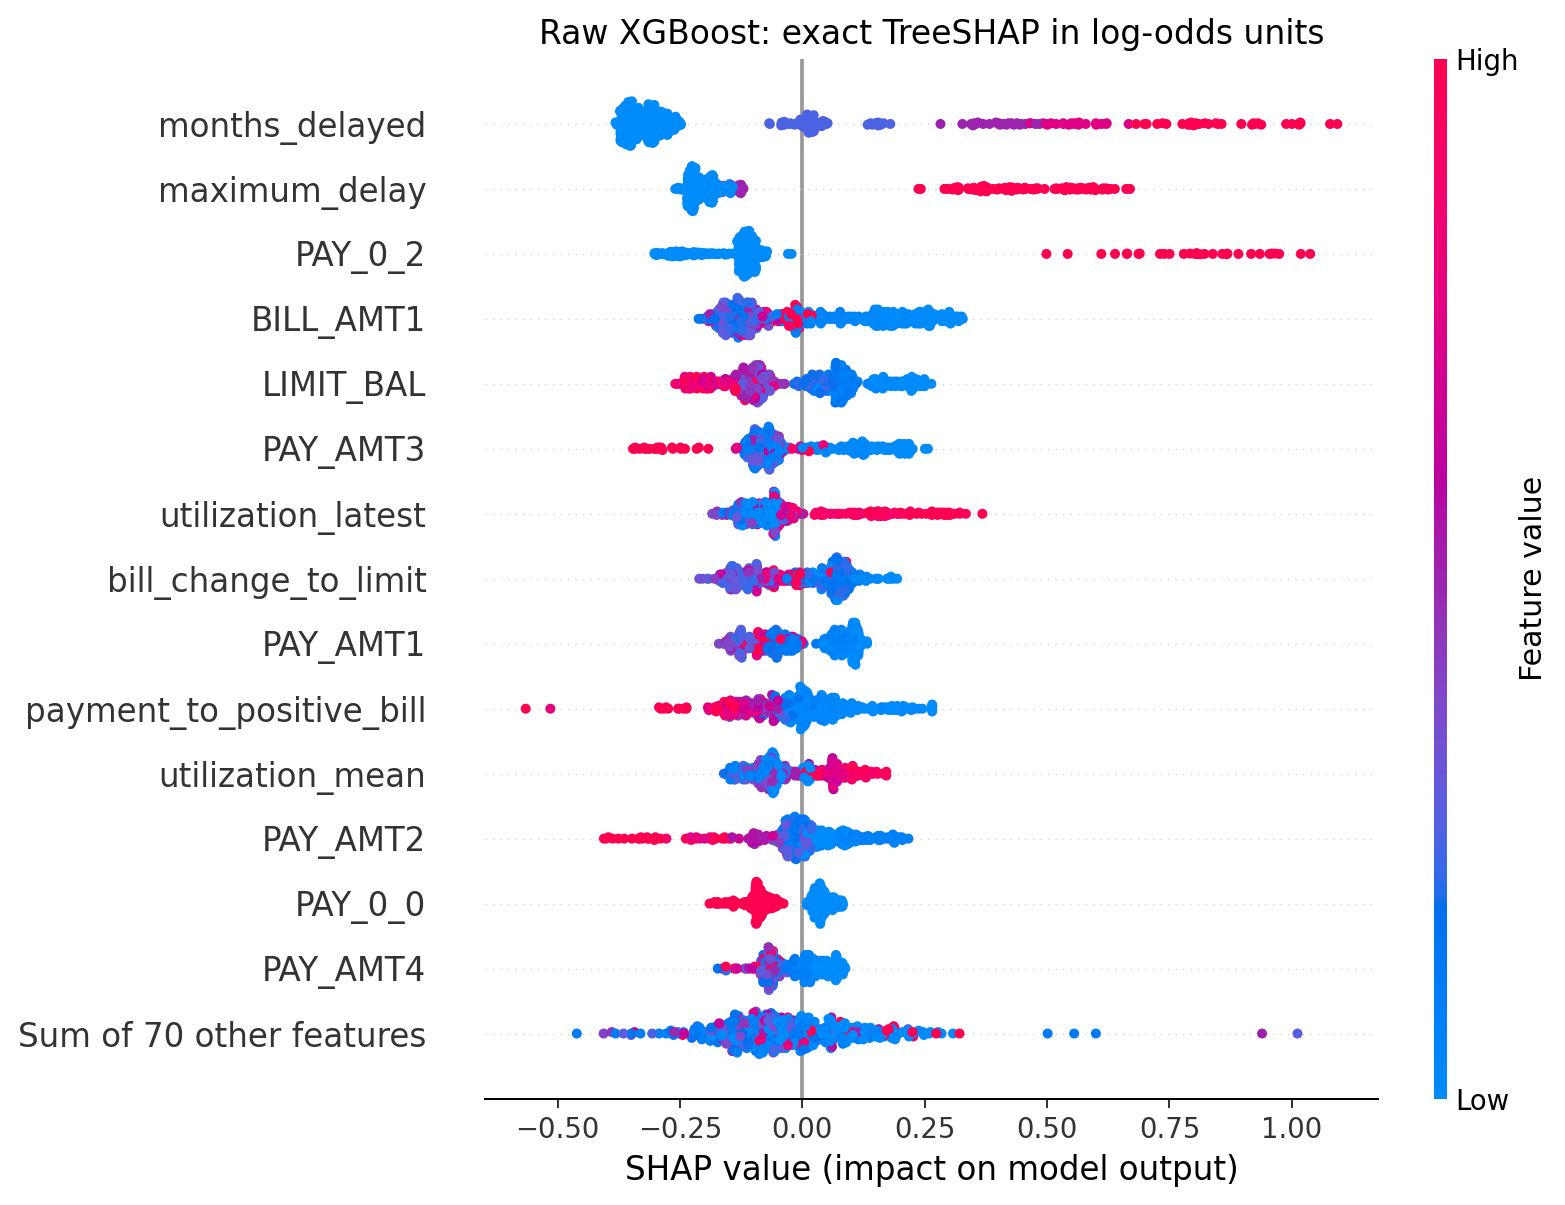 Raw XGBoost: exact TreeSHAP in log-odds units
High
months_delayed
maximum_delay
PAY_0_2
BILL_AMT1
LIMIT_BAL
PAY_AMT3
utilization_latest
bill_change_to_limit
PAY_AMT1
payment_to_positive_bill
utilization_mean
PAY_AMT2
PAY_0_0
PAY_AMT4
Sum of 70 other features
Feature value
Low
−0.50 −0.25 0.00 0.25 0.50 0.75 1.00
SHAP value (impact on model output)